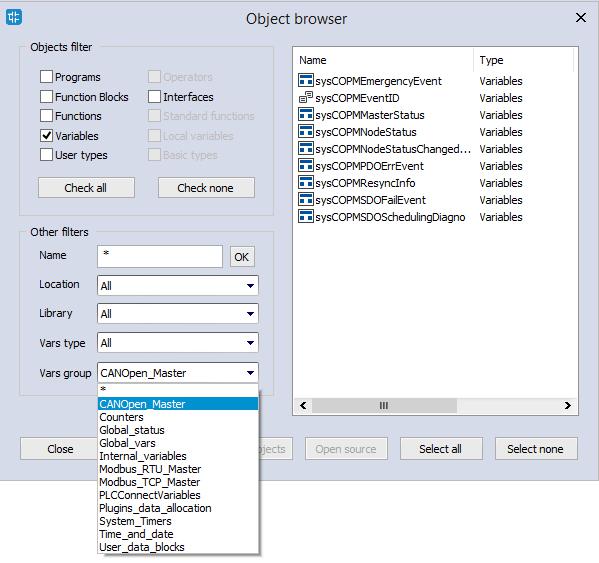 Object browser
Objects filter
Programs
Operators
Function Blocks
Interfaces
Functions
Standard functions
Variables
Local variables
User types
Basic types
Check all
Check none
Other filters
Name
*
OK
Location
All
Library
All
Vars type
All
Vars group
CANOpen_Master
*
CANOpen_Master
Counters
Global_status
Global_vars
Internal_variables
Modbus_RTU_Master
Modbus_TCP_Master
PLCConnectVariables
Plugins_data_allocation
System_Timers
Time_and_date
User_data_blocks
Name Type
sysCOPMEmergencyEvent Variables
sysCOPMEventID Variables
sysCOPMMasterStatus Variables
sysCOPMNodeStatus Variables
sysCOPMNodeStatusChanged... Variables
sysCOPMPDOErrEvent Variables
sysCOPMResyncInfo Variables
sysCOPMSDOFailEvent Variables
sysCOPMSDOSchedulingDiagno Variables
Close
jects
Open source
Select all
Select none